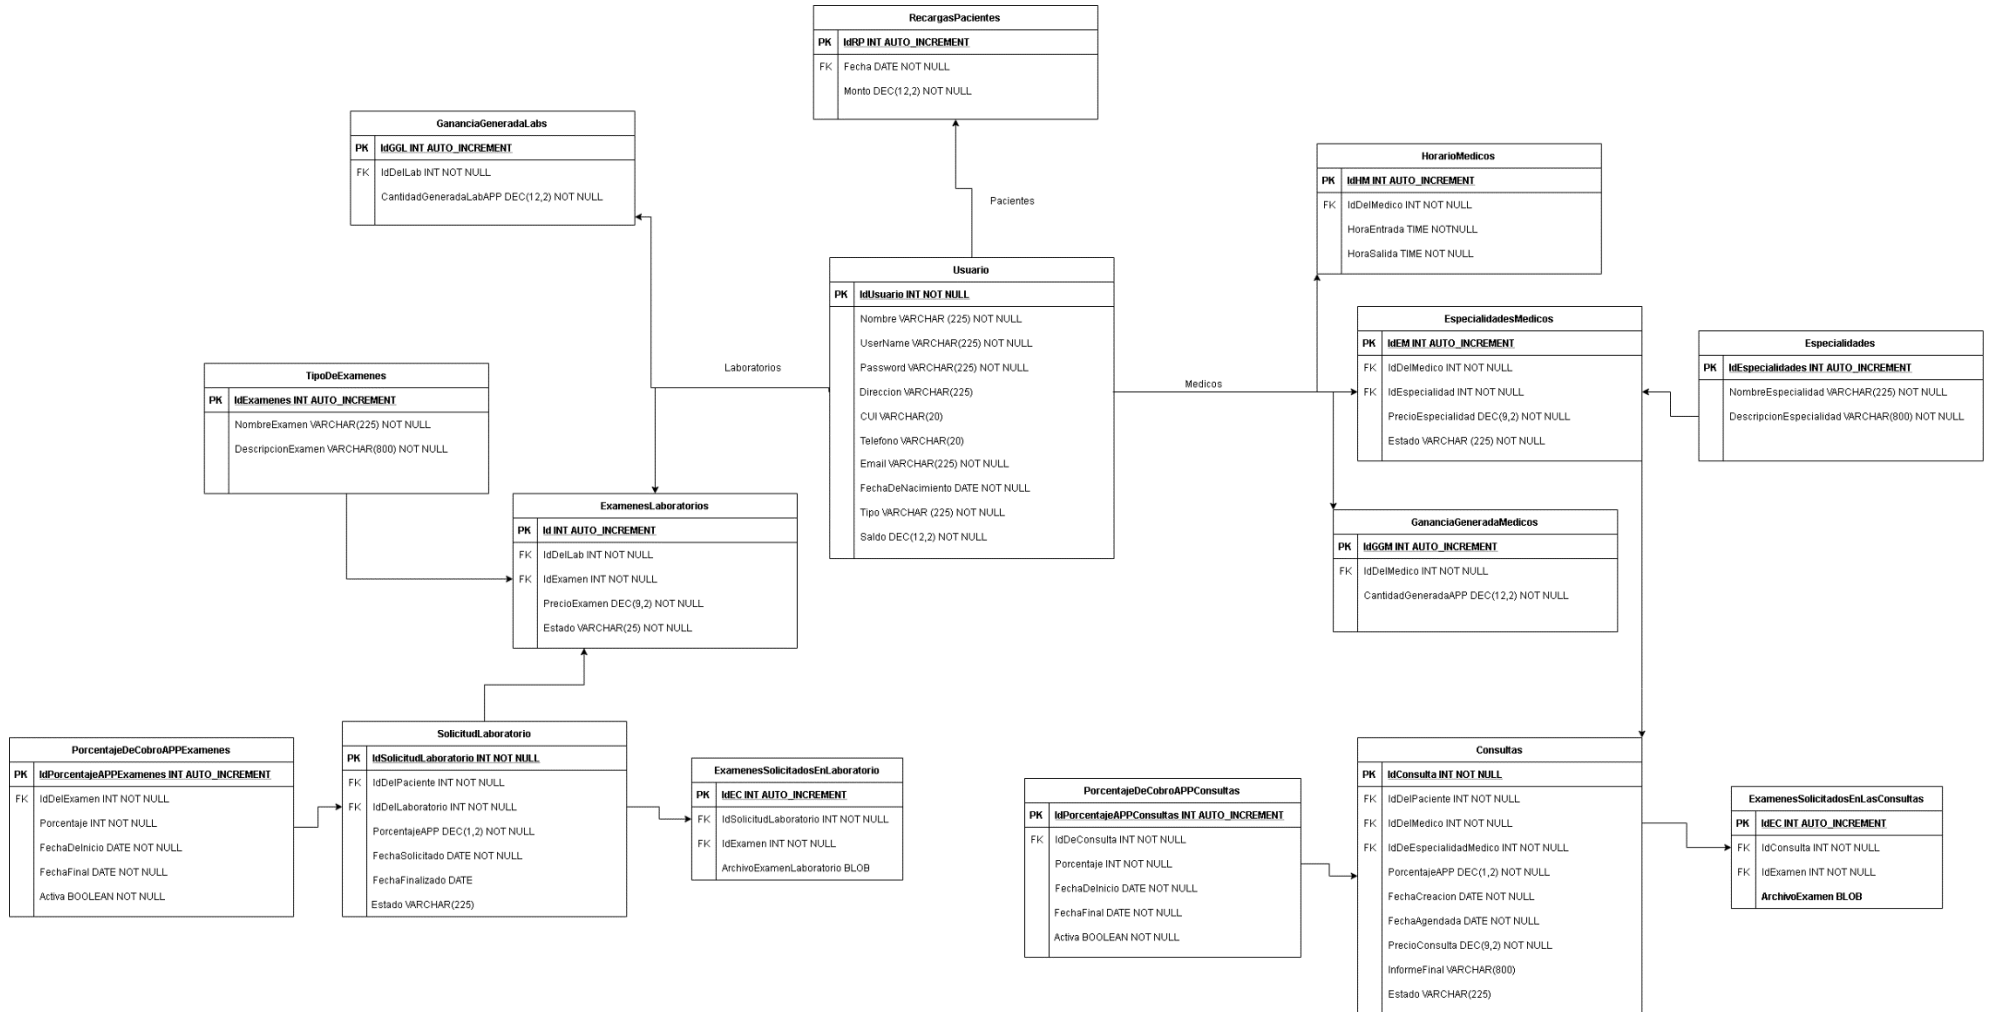 RecargasPacientes
PK IdRP INT AUTO_INCREMENT
FK Fecha DATE NOT NULL
Monto DEC(12,2) NOT NULL
GananciaGeneradaLabs
PK IdGGL INT AUTO_INCREMENT
FK IdDelLab INT NOT NULL
CantidadGeneradaLabAPP DEC(12,2) NOT NULL
HorarioMedicos
PK IdHM INT AUTO_INCREMENT
FK IdDelMedico INT NOT NULL
HoraEntrada TIME NOTNULL
HoraSalida TIME NOT NULL
Pacientes
Usuario
PK IdUsuario INT NOT NULL
Nombre VARCHAR (225) NOT NULL
UserName VARCHAR(225) NOT NULL
Password VARCHAR(225) NOT NULL
Direccion VARCHAR(225)
CUI VARCHAR(20)
Telefono VARCHAR(20)
Email VARCHAR(225) NOT NULL
FechaDeNacimiento DATE NOT NULL
Tipo VARCHAR (225) NOT NULL
Saldo DEC(12,2) NOT NULL
Laboratorios
Medicos
EspecialidadesMedicos
PK IdEM INT AUTO_INCREMENT
FK IdDelMedico INT NOT NULL
FK IdEspecialidad INT NOT NULL
PrecioEspecialidad DEC(9,2) NOT NULL
Estado VARCHAR (225) NOT NULL
Especialidades
PK IdEspecialidades INT AUTO_INCREMENT
NombreEspecialidad VARCHAR(225) NOT NULL
DescripcionEspecialidad VARCHAR(800) NOT NULL
TipoDeExamenes
PK IdExamenes INT AUTO_INCREMENT
NombreExamen VARCHAR(225) NOT NULL
DescripcionExamen VARCHAR(800) NOT NULL
ExamenesLaboratorios
PK Id INT AUTO_INCREMENT
FK IdDelLab INT NOT NULL
FK IdExamen INT NOT NULL
PrecioExamen DEC(9,2) NOT NULL
Estado VARCHAR(25) NOT NULL
GananciaGeneradaMedicos
PK IdGGM INT AUTO_INCREMENT
FK IdDelMedico INT NOT NULL
CantidadGeneradaAPP DEC(12,2) NOT NULL
PorcentajeDeCobroAPPExamenes
PK IdPorcentajeAPPExamenes INT AUTO_INCREMENT
FK IdDelExamen INT NOT NULL
Porcentaje INT NOT NULL
FechaDeInicio DATE NOT NULL
FechaFinal DATE NOT NULL
Activa BOOLEAN NOT NULL
SolicitudLaboratorio
PK IdSolicitudLaboratorio INT NOT NULL
FK IdDelPaciente INT NOT NULL
FK IdDelLaboratorio INT NOT NULL
PorcentajeAPP DEC(1,2) NOT NULL
FechaSolicitado DATE NOT NULL
FechaFinalizado DATE
Estado VARCHAR(225)
ExamenesSolicitadosEnLaboratorio
PK IdEC INT AUTO_INCREMENT
FK IdSolicitudLaboratorio INT NOT NULL
FK IdExamen INT NOT NULL
ArchivoExamenLaboratorio BLOB
PorcentajeDeCobroAPPConsultas
PK IdPorcentajeAPPConsultas INT AUTO_INCREMENT
FK IdDeConsulta INT NOT NULL
Porcentaje INT NOT NULL
FechaDeInicio DATE NOT NULL
FechaFinal DATE NOT NULL
Activa BOOLEAN NOT NULL
Consultas
PK IdConsulta INT NOT NULL
FK IdDelPaciente INT NOT NULL
FK IdDelMedico INT NOT NULL
FK IdDeEspecialidadMedico INT NOT NULL
PorcentajeAPP DEC(1,2) NOT NULL
FechaCreacion DATE NOT NULL
FechaAgendada DATE NOT NULL
PrecioConsulta DEC(9,2) NOT NULL
InformeFinal VARCHAR(800)
Estado VARCHAR(225)
ExamenesSolicitadosEnLasConsultas
PK IdEC INT AUTO_INCREMENT
FK IdConsulta INT NOT NULL
FK IdExamen INT NOT NULL
ArchivoExamen BLOB